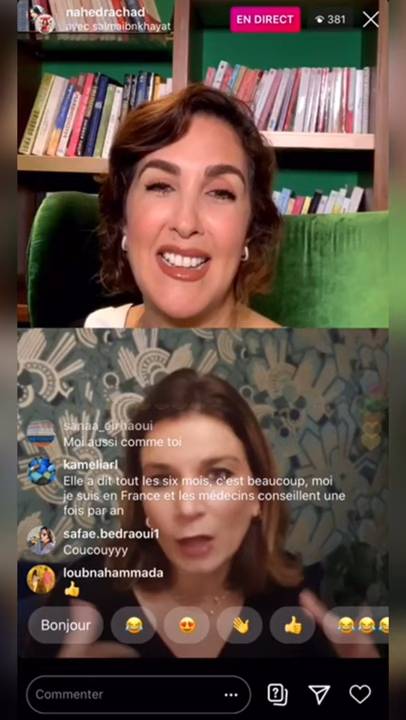 nahedrachad
avec salmaibnkhayat
EN DIRECT
381
Moi aussi comme toi
kameliarl
Elle a dit tout les six mois, c'est beaucoup, moi
je suis en France et les médecins conseillent une
fois par an
safae.bedraoui1
Coucouyyy
loubnahammada
👍
Bonjour 😂 😍 👋 👍 😂😂😂
Commenter